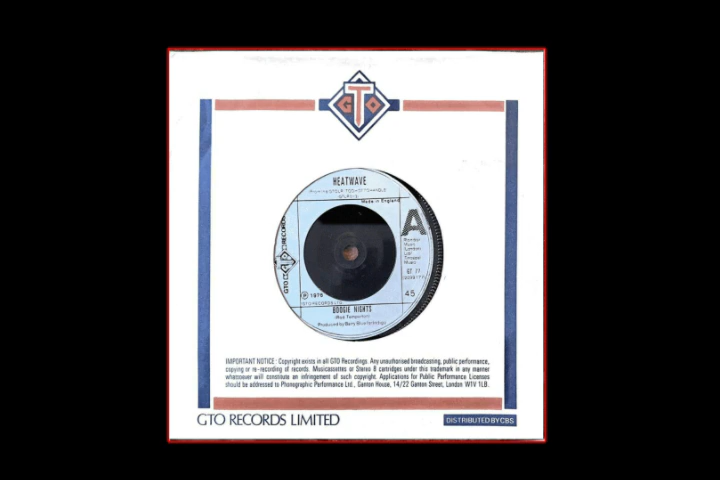 GTO
HEATWAVE
Made in England
A
GTO RECORDS
GT 77
℗ 1976
45
BOOGIE NIGHTS
(Rod Temperton)
Produced by Barry Blue
IMPORTANT NOTICE : Copyright exists in all GTO Recordings. Any unauthorised broadcasting, public performance,
copying or re-recording of records. Musicassettes or Stereo 8 cartridges under this trademark in any manner
whatsoever will constitute an infringement of such copyright. Applications for Public Performance Licenses
should be addressed to Phonographic Performance Ltd., Ganton House, 14/22 Ganton Street, London W1V 1LB.
GTO RECORDS LIMITED
DISTRIBUTED BY CBS